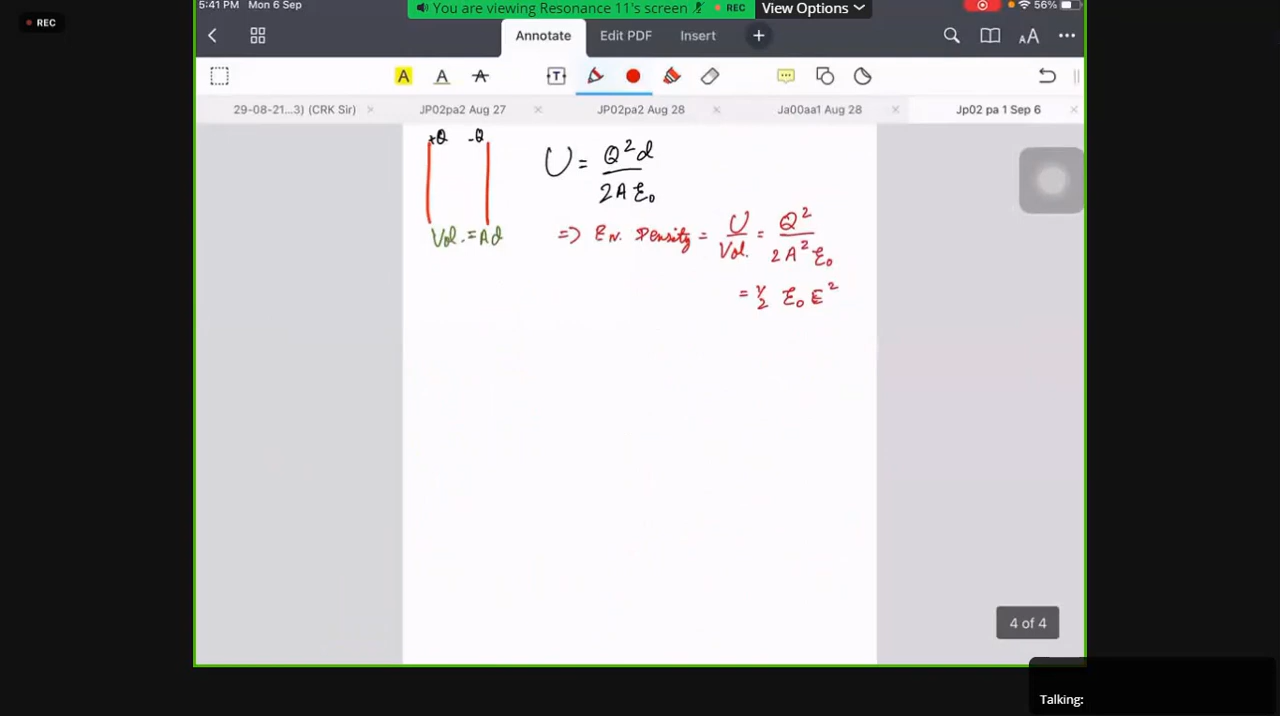 5:41 PM Mon 6 Sep
You are viewing Resonance 11's screen REC View Options
56%
REC
Annotate Edit PDF Insert +
AA
A A A T
29-08-21...3) (CRK Sir) × JP02pa2 Aug 27 × JP02pa2 Aug 28 × Ja00aa1 Aug 28 × Jp02 pa 1 Sep 6 ×
+Q -Q
U = Q²d / 2Aε₀
Vol. = Ad
=> En. Density = U / Vol. = Q² / 2A²ε₀
= ½ ε₀E²
4 of 4
Talking: